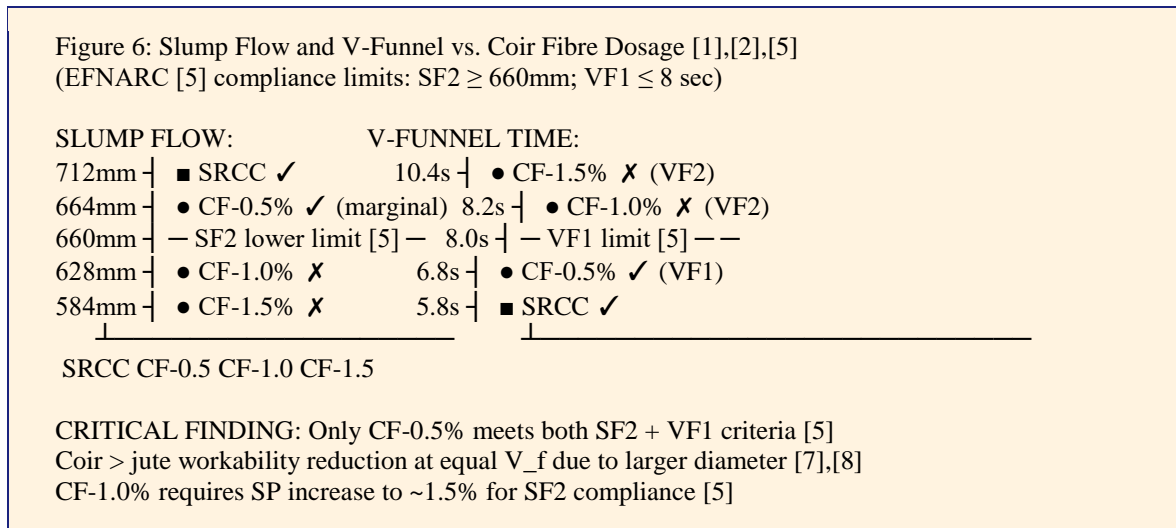 Figure 6: Slump Flow and V-Funnel vs. Coir Fibre Dosage [1],[2],[5]
(EFNARC [5] compliance limits: SF2 ≥ 660mm; VF1 ≤ 8 sec)
SLUMP FLOW: V-FUNNEL TIME:
712mm ┤ ■ SRCC ✓ 10.4s ┤ ● CF-1.5% ✗ (VF2)
664mm ┤ ● CF-0.5% ✓ (marginal) 8.2s ┤ ● CF-1.0% ✗ (VF2)
660mm ┤ ─ SF2 lower limit [5] ─ 8.0s ┤ ─ VF1 limit [5] ─ ─
628mm ┤ ● CF-1.0% ✗ 6.8s ┤ ● CF-0.5% ✓ (VF1)
584mm ┤ ● CF-1.5% ✗ 5.8s ┤ ■ SRCC ✓
SRCC CF-0.5 CF-1.0 CF-1.5
CRITICAL FINDING: Only CF-0.5% meets both SF2 + VF1 criteria [5]
Coir > jute workability reduction at equal V_f due to larger diameter [7],[8]
CF-1.0% requires SP increase to ~1.5% for SF2 compliance [5]